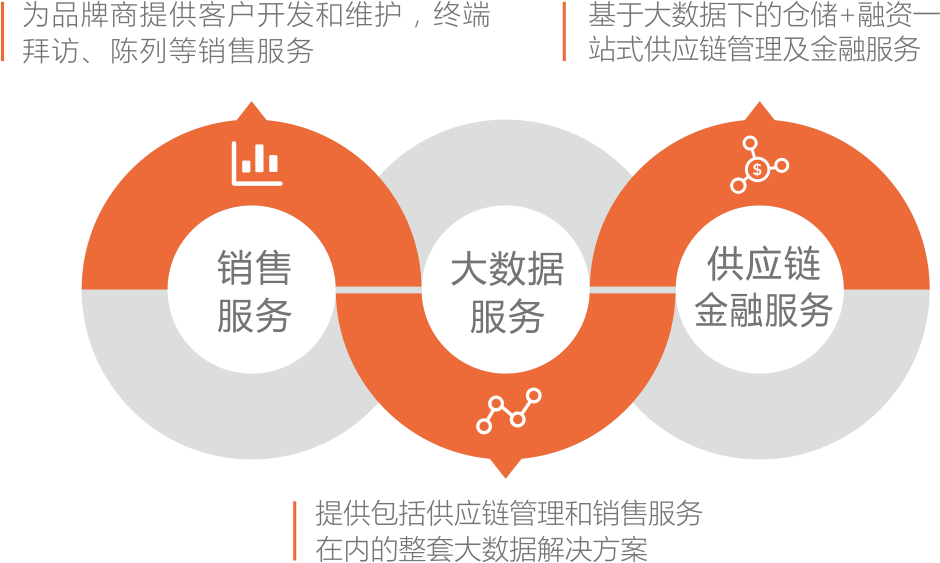 为品牌商提供客户开发和维护，终端
拜访、陈列等销售服务
基于大数据下的仓储+融资一
站式供应链管理及金融服务
$
销售
服务
大数据
服务
供应链
金融服务
提供包括供应链管理和销售服务
在内的整套大数据解决方案